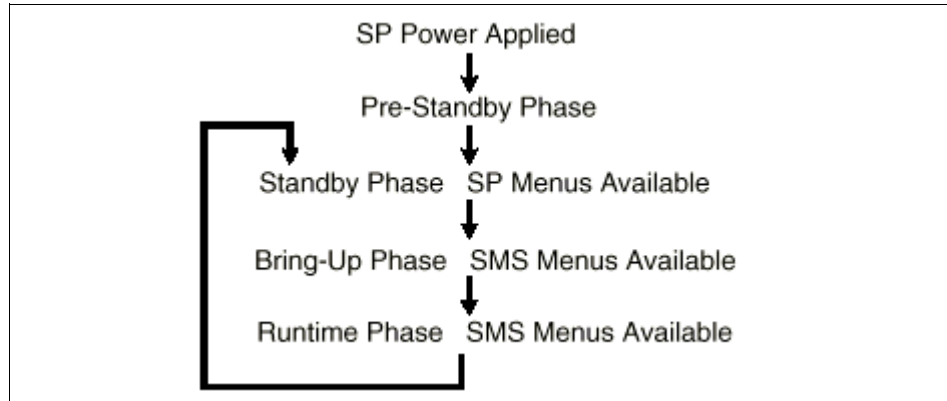 SP Power Applied
Pre-Standby Phase
Standby Phase SP Menus Available
Bring-Up Phase SMS Menus Available
Runtime Phase SMS Menus Available